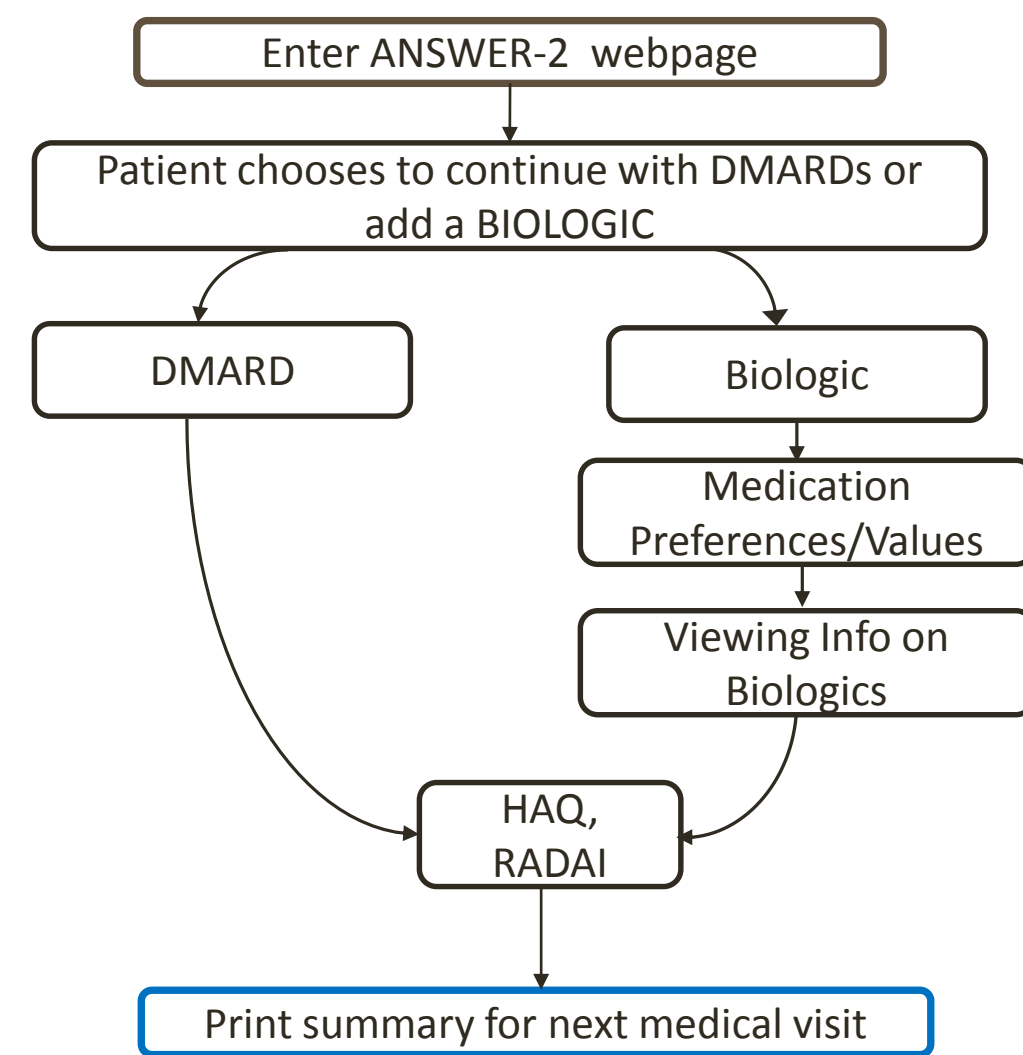 Enter ANSWER-2 webpage
Patient chooses to continue with DMARDs or
add a BIOLOGIC
DMARD
Biologic
Medication
Preferences/Values
Viewing Info on
Biologics
HAQ,
RADAI
Print summary for next medical visit